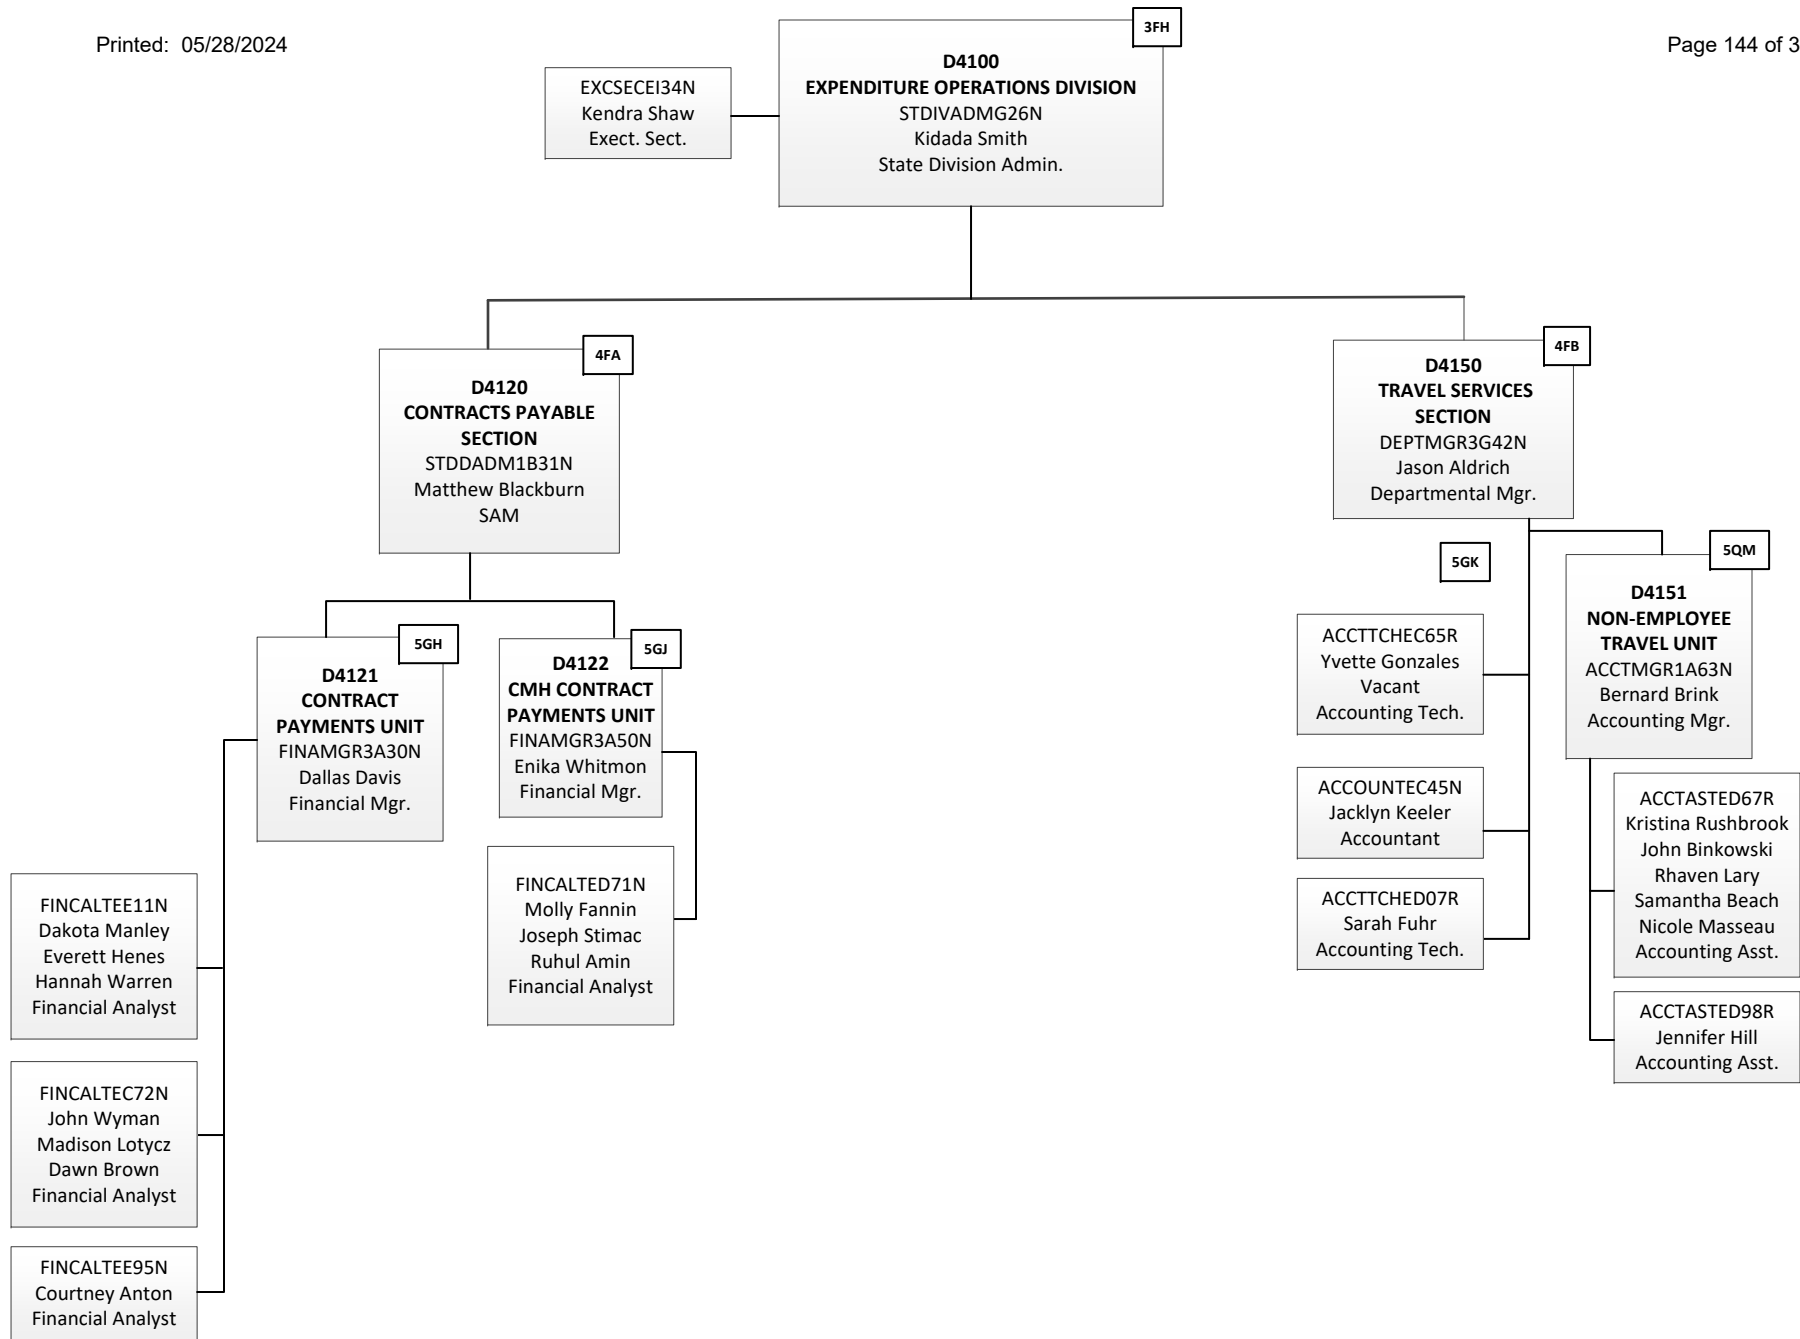 Printed: 05/28/2024
Page 144 of 3
3FH
D4100
EXPENDITURE OPERATIONS DIVISION
STDIVADMG26N
Kidada Smith
State Division Admin.
EXCSECEI34N
Kendra Shaw
Exect. Sect.
4FA
D4120
CONTRACTS PAYABLE
SECTION
STDDADM1B31N
Matthew Blackburn
SAM
4FB
D4150
TRAVEL SERVICES
SECTION
DEPTMGR3G42N
Jason Aldrich
Departmental Mgr.
5GH
D4121
CONTRACT
PAYMENTS UNIT
FINAMGR3A30N
Dallas Davis
Financial Mgr.
5GJ
D4122
CMH CONTRACT
PAYMENTS UNIT
FINAMGR3A50N
Enika Whitmon
Financial Mgr.
5GK
5QM
D4151
NON-EMPLOYEE
TRAVEL UNIT
ACCTMGR1A63N
Bernard Brink
Accounting Mgr.
FINCALTEE11N
Dakota Manley
Everett Henes
Hannah Warren
Financial Analyst
FINCALTEC72N
John Wyman
Madison Lotycz
Dawn Brown
Financial Analyst
FINCALTEE95N
Courtney Anton
Financial Analyst
FINCALTED71N
Molly Fannin
Joseph Stimac
Ruhul Amin
Financial Analyst
ACCTTCHEC65R
Yvette Gonzales
Vacant
Accounting Tech.
ACCOUNTEC45N
Jacklyn Keeler
Accountant
ACCTTCHED07R
Sarah Fuhr
Accounting Tech.
ACCTASTED67R
Kristina Rushbrook
John Binkowski
Rhaven Lary
Samantha Beach
Nicole Masseau
Accounting Asst.
ACCTASTED98R
Jennifer Hill
Accounting Asst.